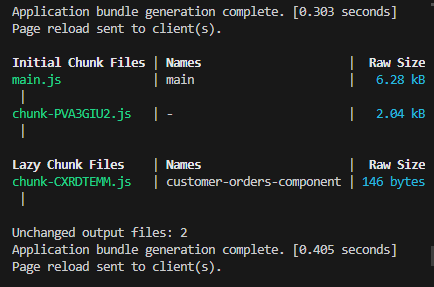 Application bundle generation complete. [0.303 seconds]
Page reload sent to client(s).
Initial Chunk Files | Names | Raw Size
main.js | main | 6.28 kB
|
chunk-PVA3GIU2.js | - | 2.04 kB
|
Lazy Chunk Files | Names | Raw Size
chunk-CXRDTEMM.js | customer-orders-component | 146 bytes
|
Unchanged output files: 2
Application bundle generation complete. [0.405 seconds]
Page reload sent to client(s).